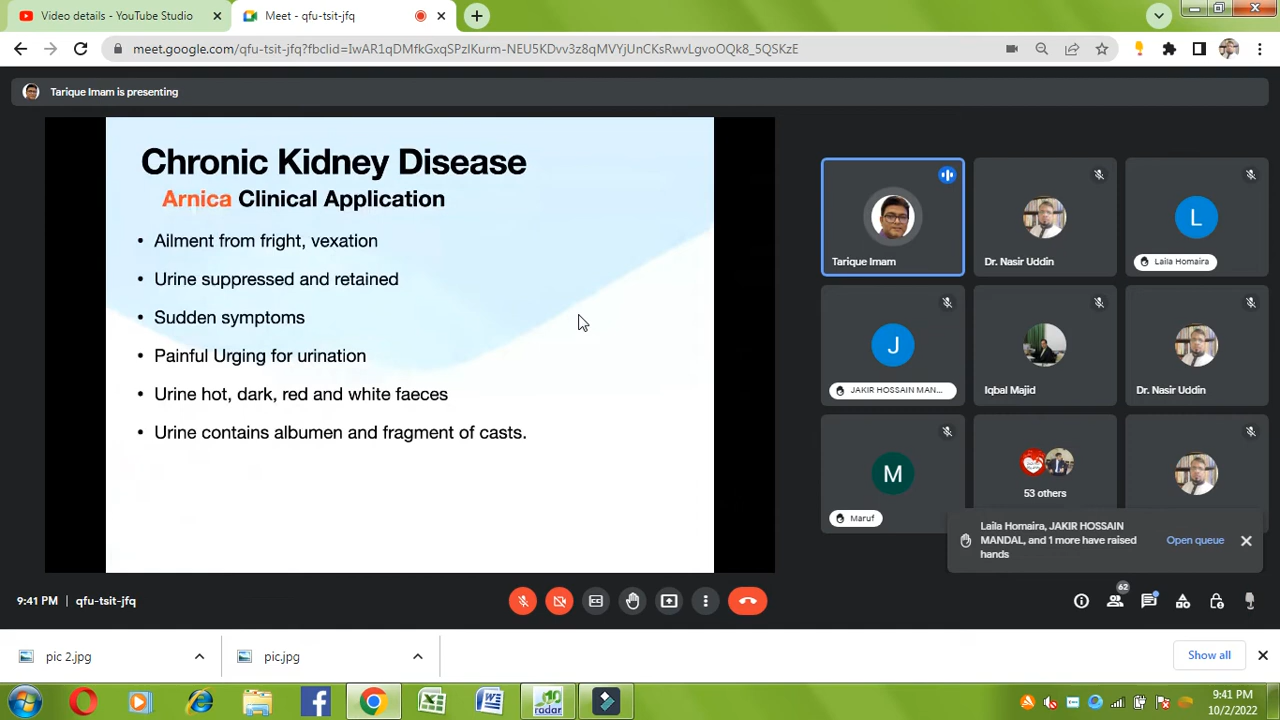 Video details - YouTube Studio
Meet - qfu-tsit-jfq
meet.google.com/qfu-tsit-jfq?fbclid=IwAR1qDMfkGxqSPzlKurm-NEU5KDvv3z8qMVYjUnCKsRwvLgvoOQk8_5QSKzE
Tarique Imam is presenting
Chronic Kidney Disease
Arnica Clinical Application
• Ailment from fright, vexation
• Urine suppressed and retained
• Sudden symptoms
• Painful Urging for urination
• Urine hot, dark, red and white faeces
• Urine contains albumen and fragment of casts.
Tarique Imam
Dr. Nasir Uddin
L
Laila Homaira
J
JAKIR HOSSAIN MAN...
Iqbal Majid
Dr. Nasir Uddin
M
Maruf
53 others
Laila Homaira, JAKIR HOSSAIN
MANDAL, and 1 more have raised
hands
Open queue
9:41 PM | qfu-tsit-jfq
62
pic 2.jpg
pic.jpg
Show all
10
radar
9:41 PM
10/2/2022